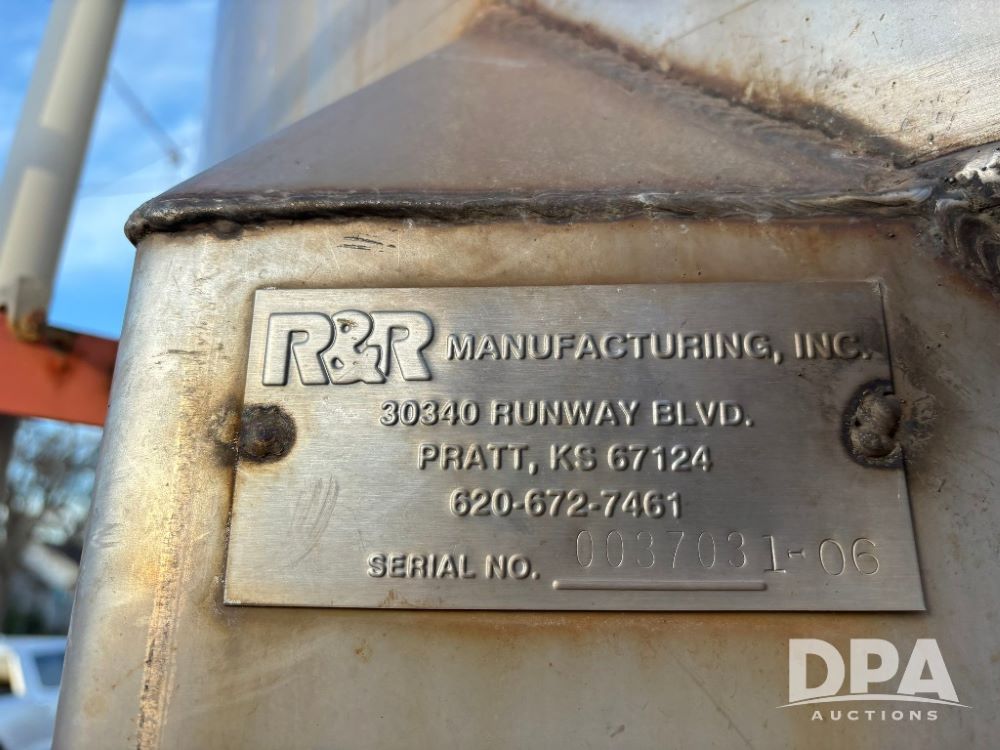 R&R MANUFACTURING, INC.
30340 RUNWAY BLVD.
PRATT, KS 67124
620-672-7461
SERIAL NO. 0037031-06
DPA
AUCTIONS